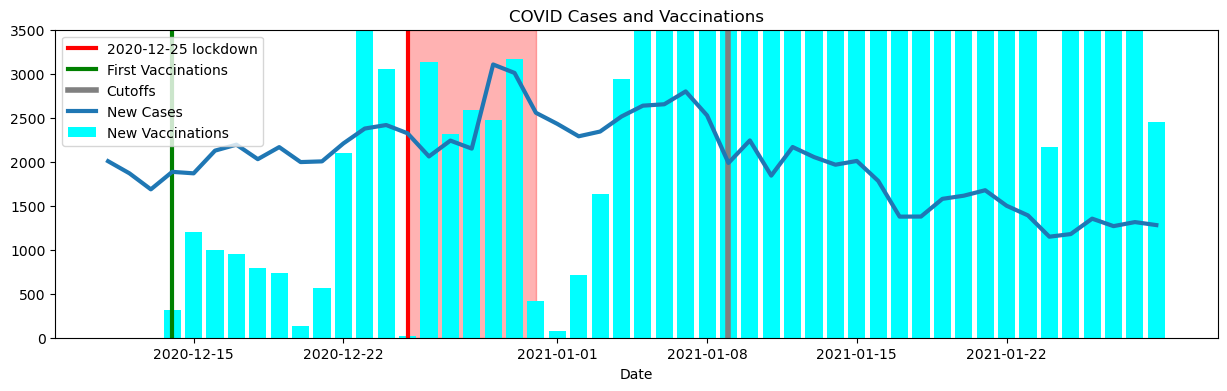 COVID Cases and Vaccinations
3500
3000
2500
2000
1500
1000
500
0
2020-12-25 lockdown
First Vaccinations
Cutoffs
New Cases
New Vaccinations
2020-12-15 2020-12-22 2021-01-01 2021-01-08 2021-01-15 2021-01-22
Date